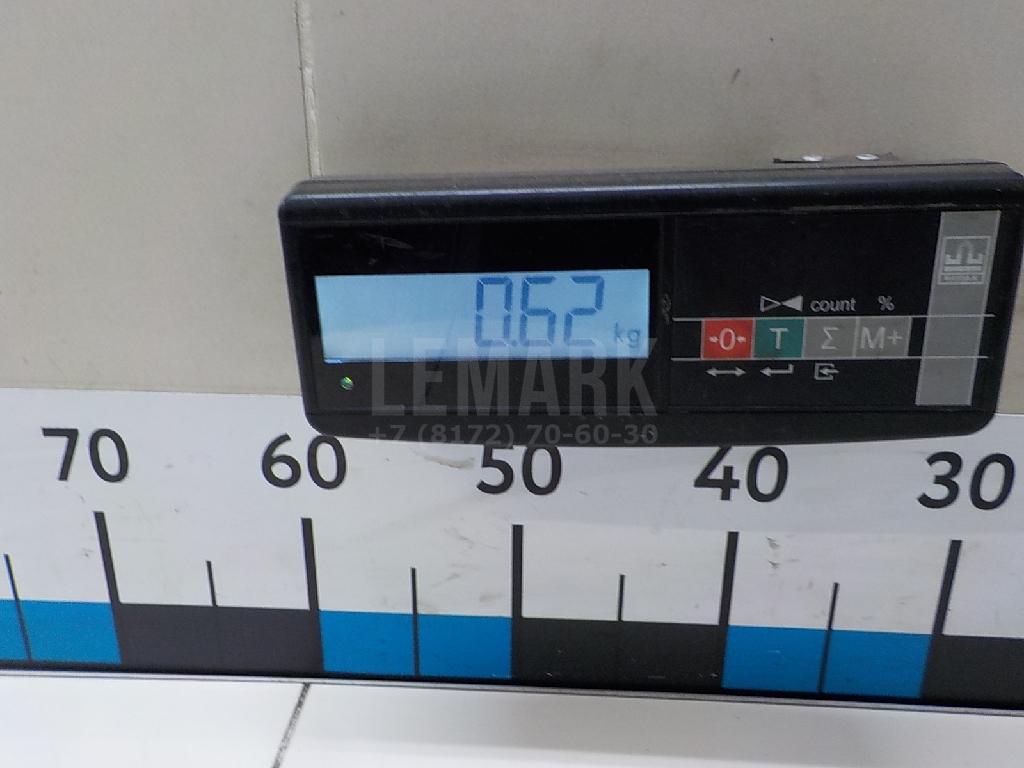 0.62 kg
count %
→0← T Σ M+
LEMARK
+7 (8172) 70-60-30
70 60 50 40 30